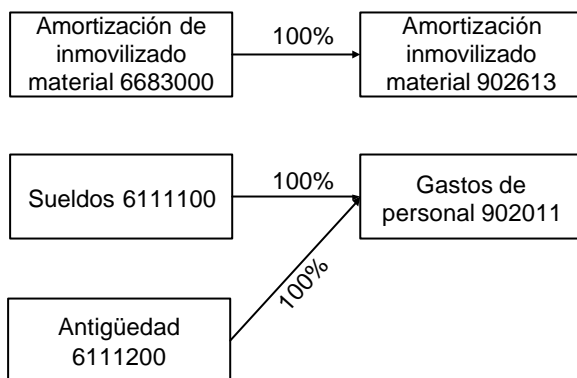 Amortización de
inmovilizado
material 6683000
100%
Amortización
inmovilizado
material 902613
Sueldos 6111100
100%
Gastos de
personal 902011
100%
Antigüedad
6111200